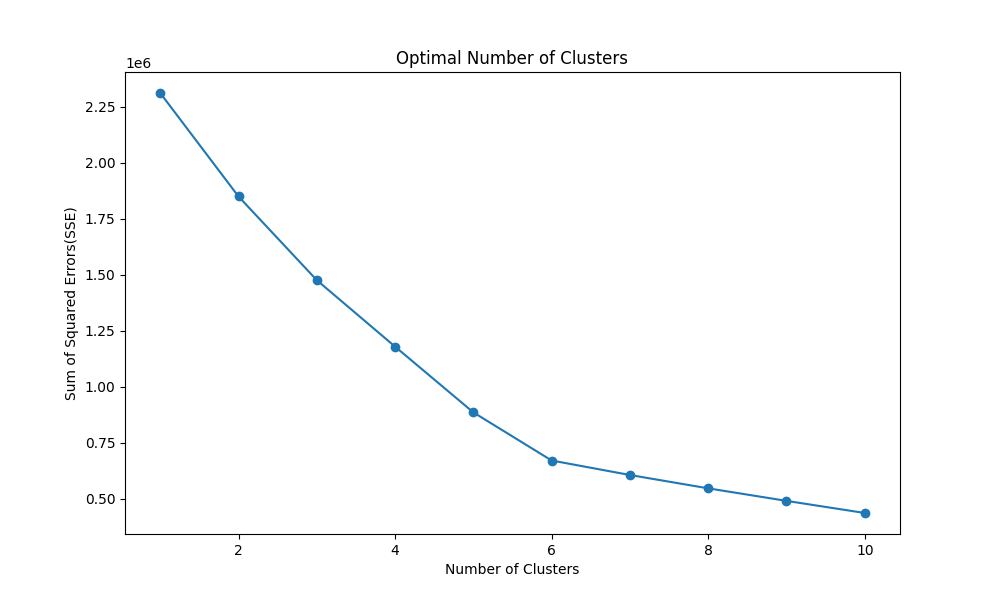 Optimal Number of Clusters
1e6
2.25
2.00
1.75
1.50
1.25
1.00
0.75
0.50
Sum of Squared Errors(SSE)
2 4 6 8 10
Number of Clusters